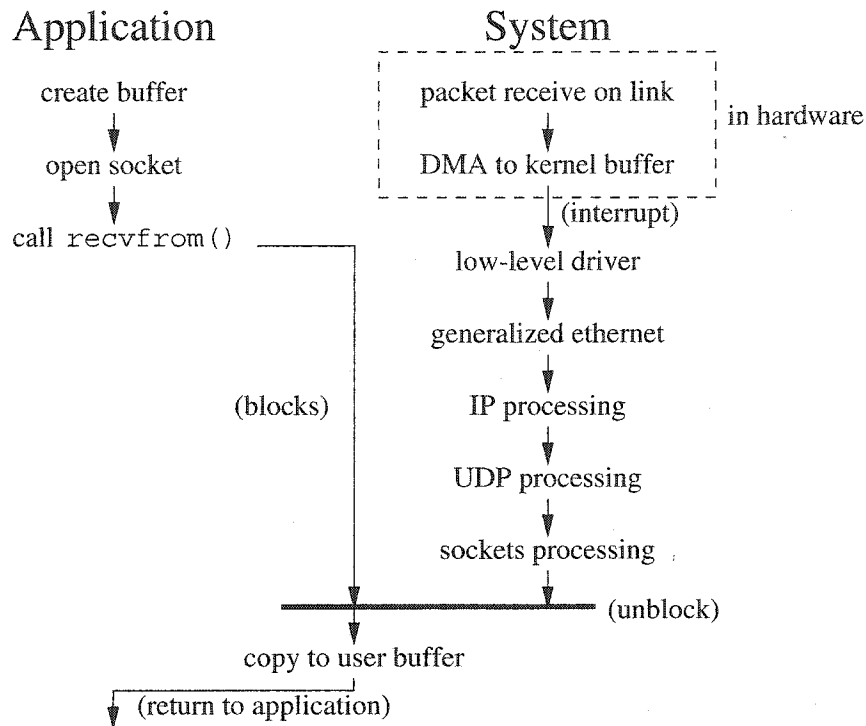 Application
System
create buffer
packet receive on link
in hardware
open socket
DMA to kernel buffer
(interrupt)
call recvfrom()
low-level driver
generalized ethernet
(blocks)
IP processing
UDP processing
sockets processing
(unblock)
copy to user buffer
(return to application)